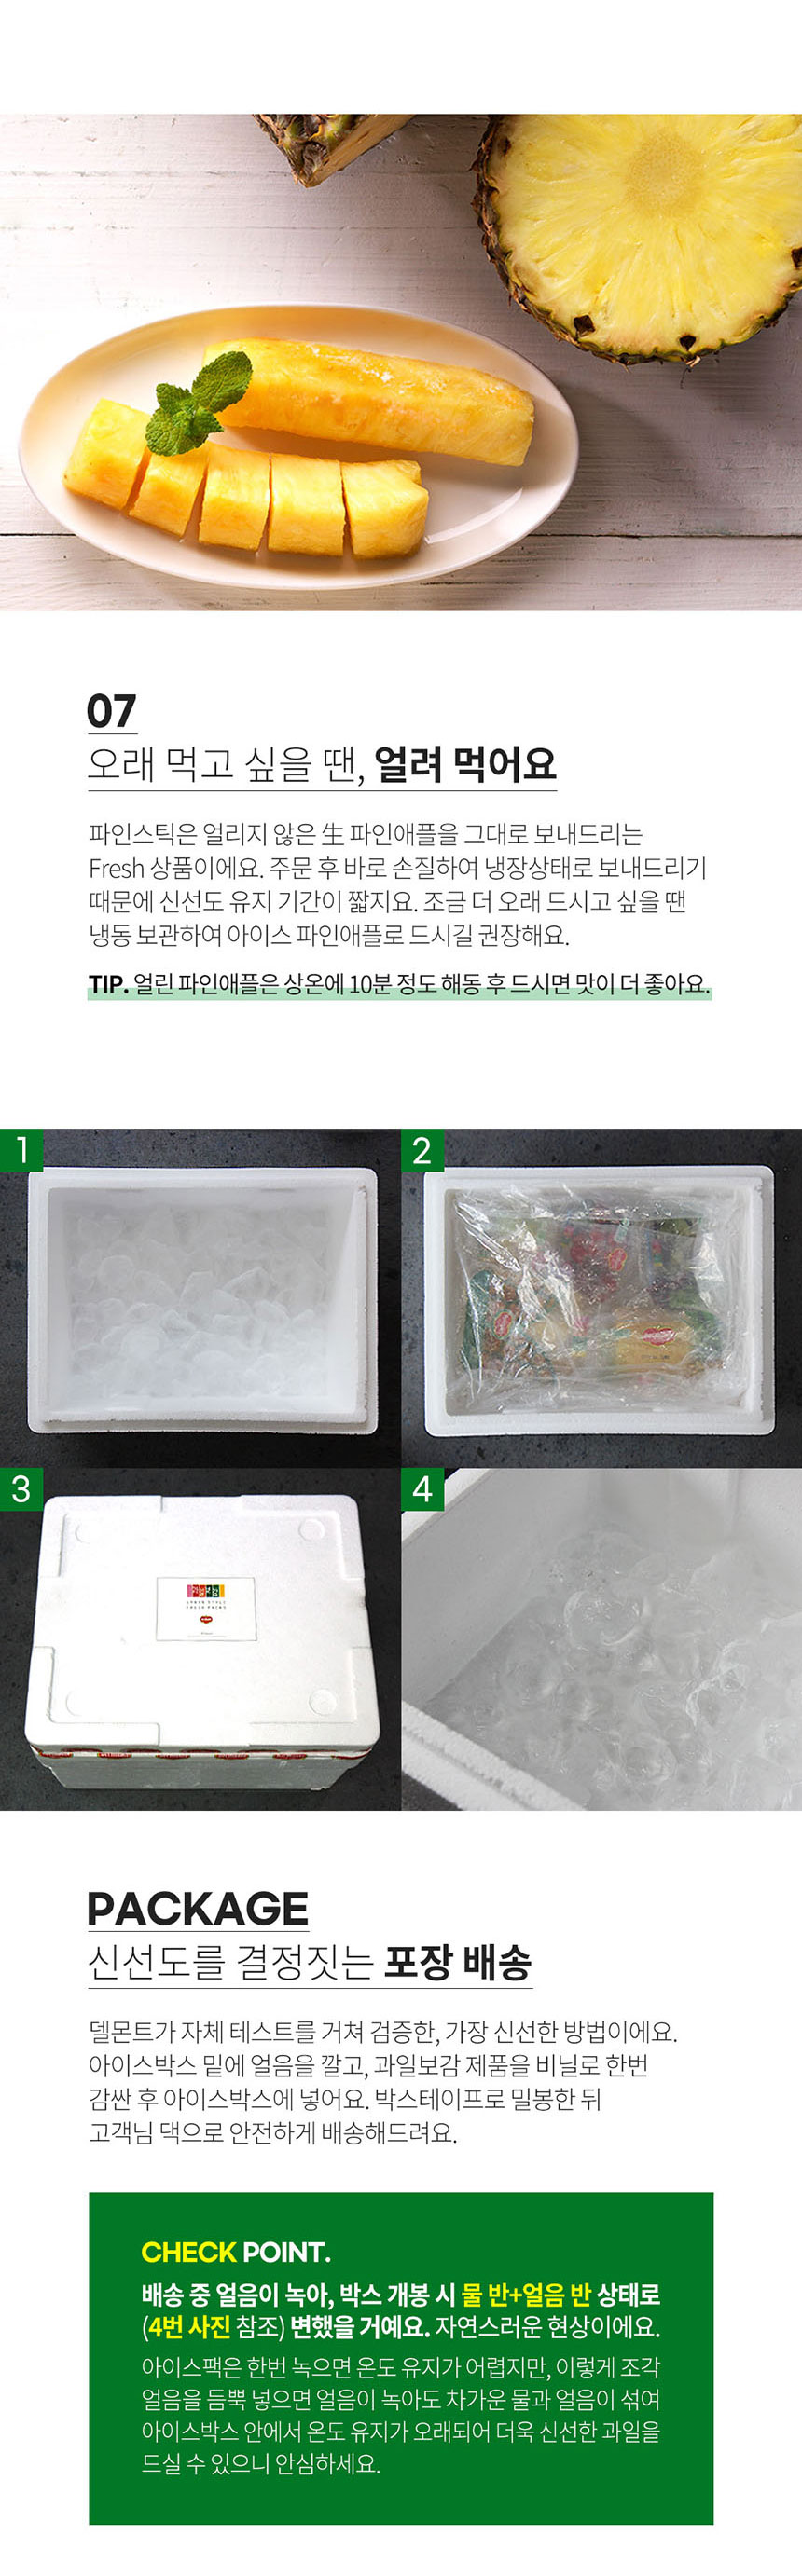 07
오래 먹고 싶을 땐, 얼려 먹어요
파인스틱은 얼리지 않은 生 파인애플을 그대로 보내드리는
Fresh 상품이에요. 주문 후 바로 손질하여 냉장상태로 보내드리기
때문에 신선도 유지 기간이 짧지요. 조금 더 오래 드시고 싶을 땐
냉동 보관하여 아이스 파인애플로 드시길 권장해요.
TIP. 얼린 파인애플은 상온에 10분 정도 해동 후 드시면 맛이 더 좋아요.
1
2
3
4
PACKAGE
신선도를 결정짓는 포장 배송
델몬트가 자체 테스트를 거쳐 검증한, 가장 신선한 방법이에요.
아이스박스 밑에 얼음을 깔고, 과일보감 제품을 비닐로 한번
감싼 후 아이스박스에 넣어요. 박스테이프로 밀봉한 뒤
고객님 댁으로 안전하게 배송해드려요.
CHECK POINT.
배송 중 얼음이 녹아, 박스 개봉 시 물 반+얼음 반 상태로
(4번 사진 참조) 변했을 거예요. 자연스러운 현상이에요.
아이스팩은 한번 녹으면 온도 유지가 어렵지만, 이렇게 조각
얼음을 듬뿍 넣으면 얼음이 녹아도 차가운 물과 얼음이 섞여
아이스박스 안에서 온도 유지가 오래되어 더욱 신선한 과일을
드실 수 있으니 안심하세요.